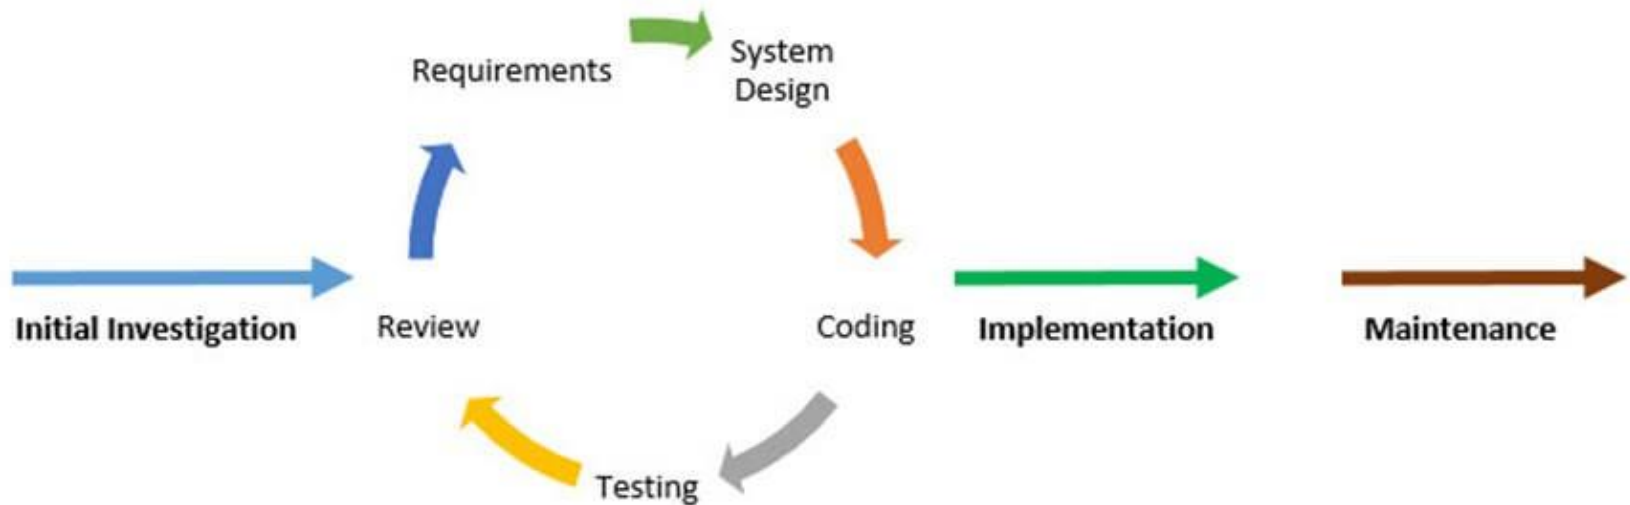 Requirements
System
Design
Initial Investigation
Review
Coding
Implementation
Maintenance
Testing